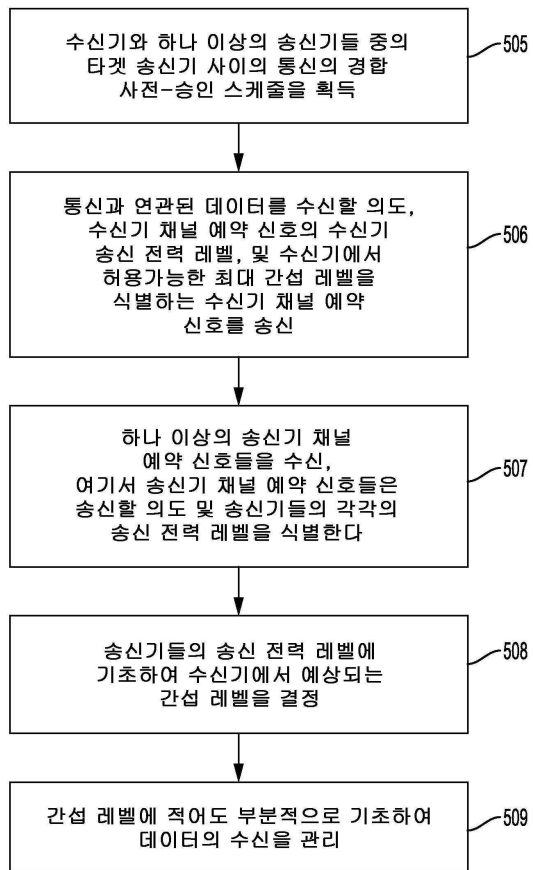 수신기와 하나 이상의 송신기들 중의
타겟 송신기 사이의 통신의 경합
사전-승인 스케줄을 획득
505
통신과 연관된 데이터를 수신할 의도,
수신기 채널 예약 신호의 수신기
송신 전력 레벨, 및 수신기에서
허용가능한 최대 간섭 레벨을
식별하는 수신기 채널 예약
신호를 송신
506
하나 이상의 송신기 채널
예약 신호들을 수신,
여기서 송신기 채널 예약 신호들은
송신할 의도 및 송신기들의 각각의
송신 전력 레벨을 식별한다
507
송신기들의 송신 전력 레벨에
기초하여 수신기에서 예상되는
간섭 레벨을 결정
508
간섭 레벨에 적어도 부분적으로 기초하여
데이터의 수신을 관리
509